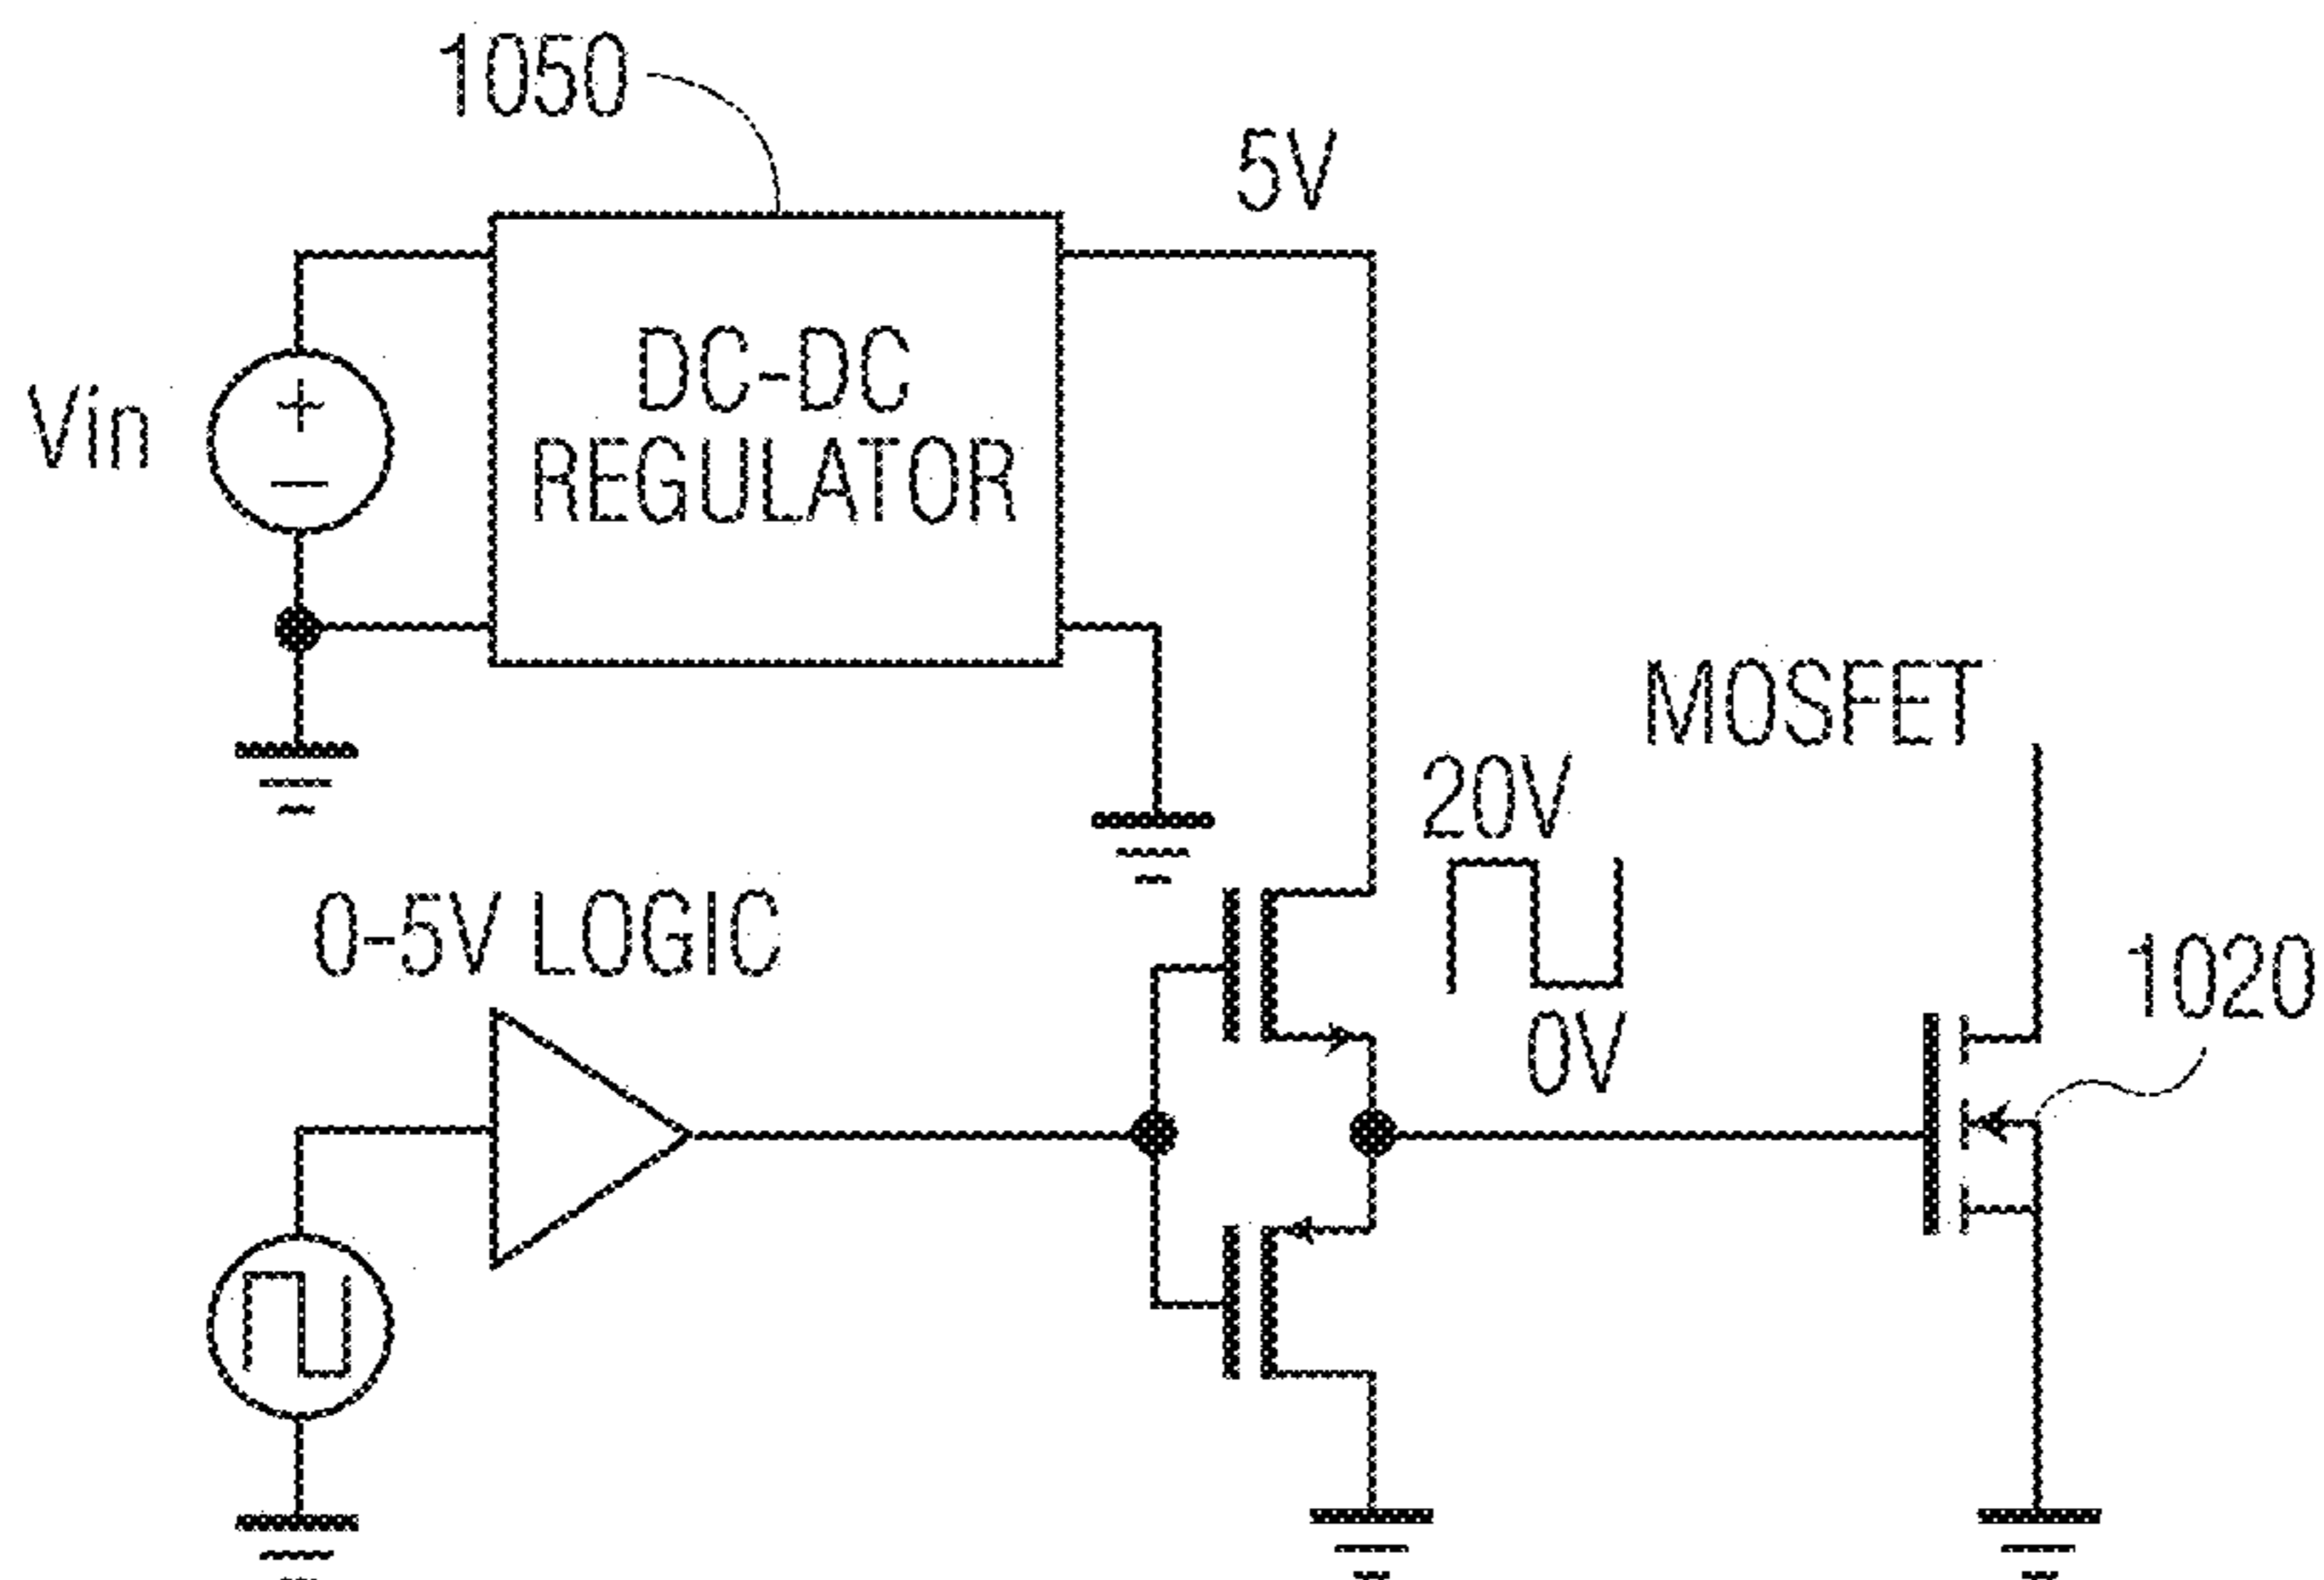 1050
5V
Vin
DC-DC
REGULATOR
MOSFET
20V
0-5V LOGIC
0V
1020